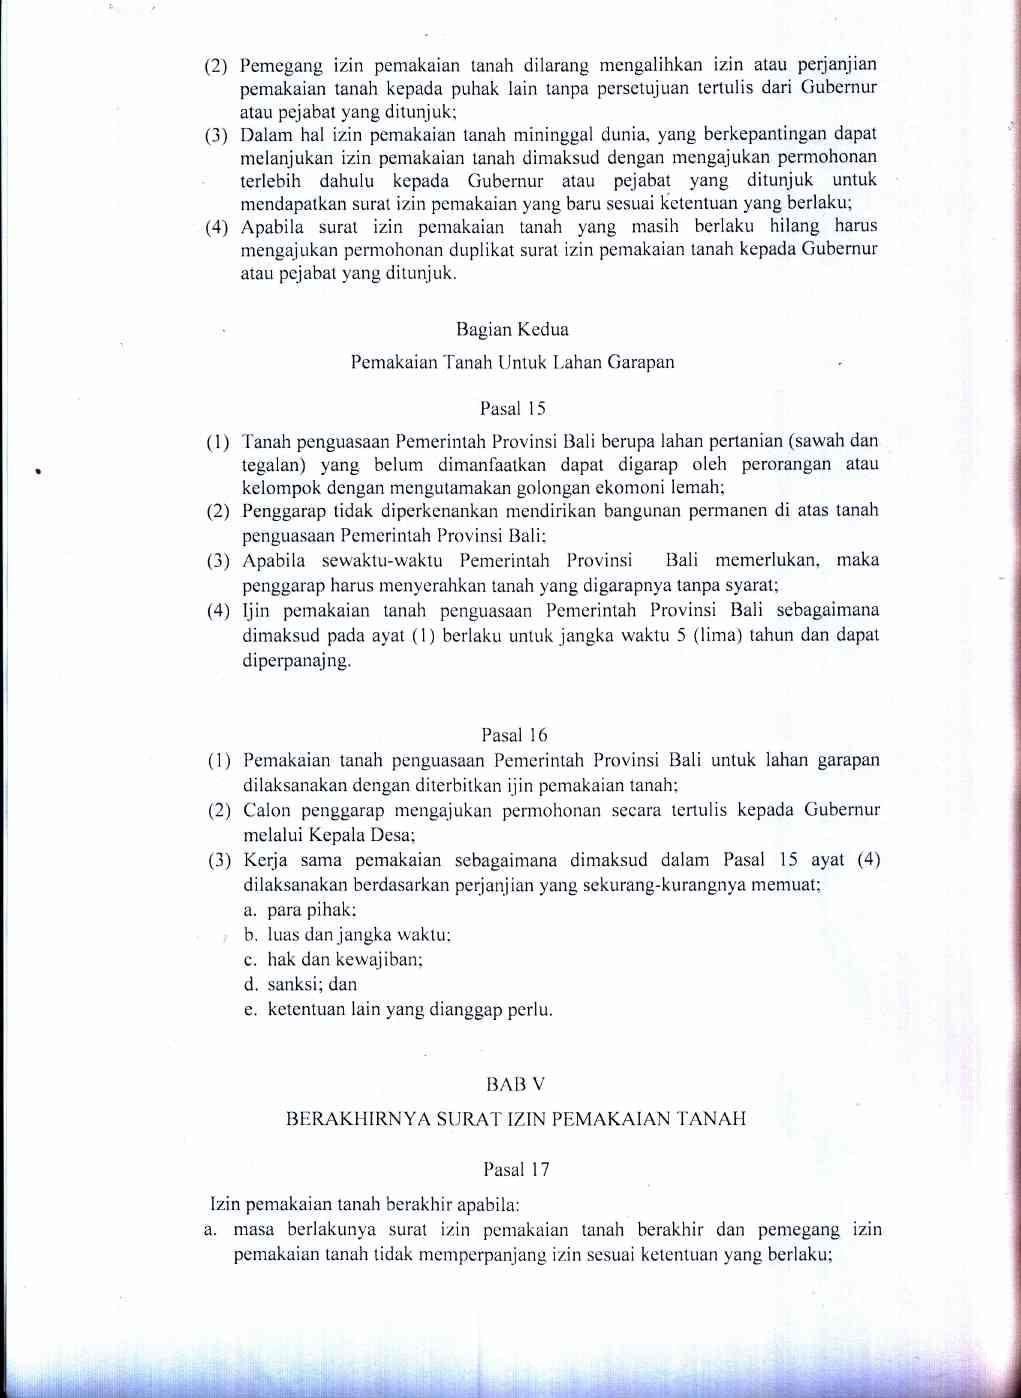 (2) Pemegang izin pemakaian tanah dilarang mengalihkan izin atau perjanjian
pemakaian tanah kepada puhak lain tanpa persetujuan tertulis dari Gubernur
atau pejabat yang ditunjuk;
(3) Dalam hal izin pemakaian tanah mininggal dunia, yang berkepantingan dapat
melanjukan izin pemakaian tanah dimaksud dengan mengajukan permohonan
terlebih dahulu kepada Gubernur atau pejabat yang ditunjuk untuk
mendapatkan surat izin pemakaian yang baru sesuai ketentuan yang berlaku;
(4) Apabila surat izin pemakaian tanah yang masih berlaku hilang harus
mengajukan permohonan duplikat surat izin pemakaian tanah kepada Gubernur
atau pejabat yang ditunjuk.
Bagian Kedua
Pemakaian Tanah Untuk Lahan Garapan
Pasal 15
(1) Tanah penguasaan Pemerintah Provinsi Bali berupa lahan pertanian (sawah dan
tegalan) yang belum dimanfaatkan dapat digarap oleh perorangan atau
kelompok dengan mengutamakan golongan ekomoni lemah;
(2) Penggarap tidak diperkenankan mendirikan bangunan permanen di atas tanah
penguasaan Pemerintah Provinsi Bali;
(3) Apabila sewaktu-waktu Pemerintah Provinsi Bali memerlukan, maka
penggarap harus menyerahkan tanah yang digarapnya tanpa syarat;
(4) Ijin pemakaian tanah penguasaan Pemerintah Provinsi Bali sebagaimana
dimaksud pada ayat (1) berlaku untuk jangka waktu 5 (lima) tahun dan dapat
diperpanajng.
Pasal 16
(1) Pemakaian tanah penguasaan Pemerintah Provinsi Bali untuk lahan garapan
dilaksanakan dengan diterbitkan ijin pemakaian tanah;
(2) Calon penggarap mengajukan permohonan secara tertulis kepada Gubernur
melalui Kepala Desa;
(3) Kerja sama pemakaian sebagaimana dimaksud dalam Pasal 15 ayat (4)
dilaksanakan berdasarkan perjanjian yang sekurang-kurangnya memuat;
a. para pihak;
b. luas dan jangka waktu;
c. hak dan kewajiban;
d. sanksi; dan
e. ketentuan lain yang dianggap perlu.
BAB V
BERAKHIRNYA SURAT IZIN PEMAKAIAN TANAH
Pasal 17
Izin pemakaian tanah berakhir apabila:
a. masa berlakunya surat izin pemakaian tanah berakhir dan pemegang izin
pemakaian tanah tidak memperpanjang izin sesuai ketentuan yang berlaku;